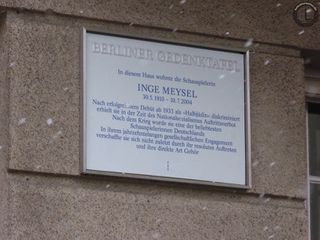 BERLINER GEDENKTAFEL
In diesem Haus wohnte die Schauspielerin
INGE MEYSEL
30.5.1910 – 10.7.2004
Nach erfolgreichem Debüt ab 1933 als »Halbjüdin« diskriminiert
erhielt sie in der Zeit des Nationalsozialismus Auftrittsverbot
Nach dem Krieg wurde sie eine der beliebtesten
Schauspielerinnen Deutschlands
In ihrem jahrzehntelangen gesellschaftlichen Engagement
verschaffte sie sich nicht zuletzt durch ihr resolutes Auftreten
und ihre direkte Art Gehör